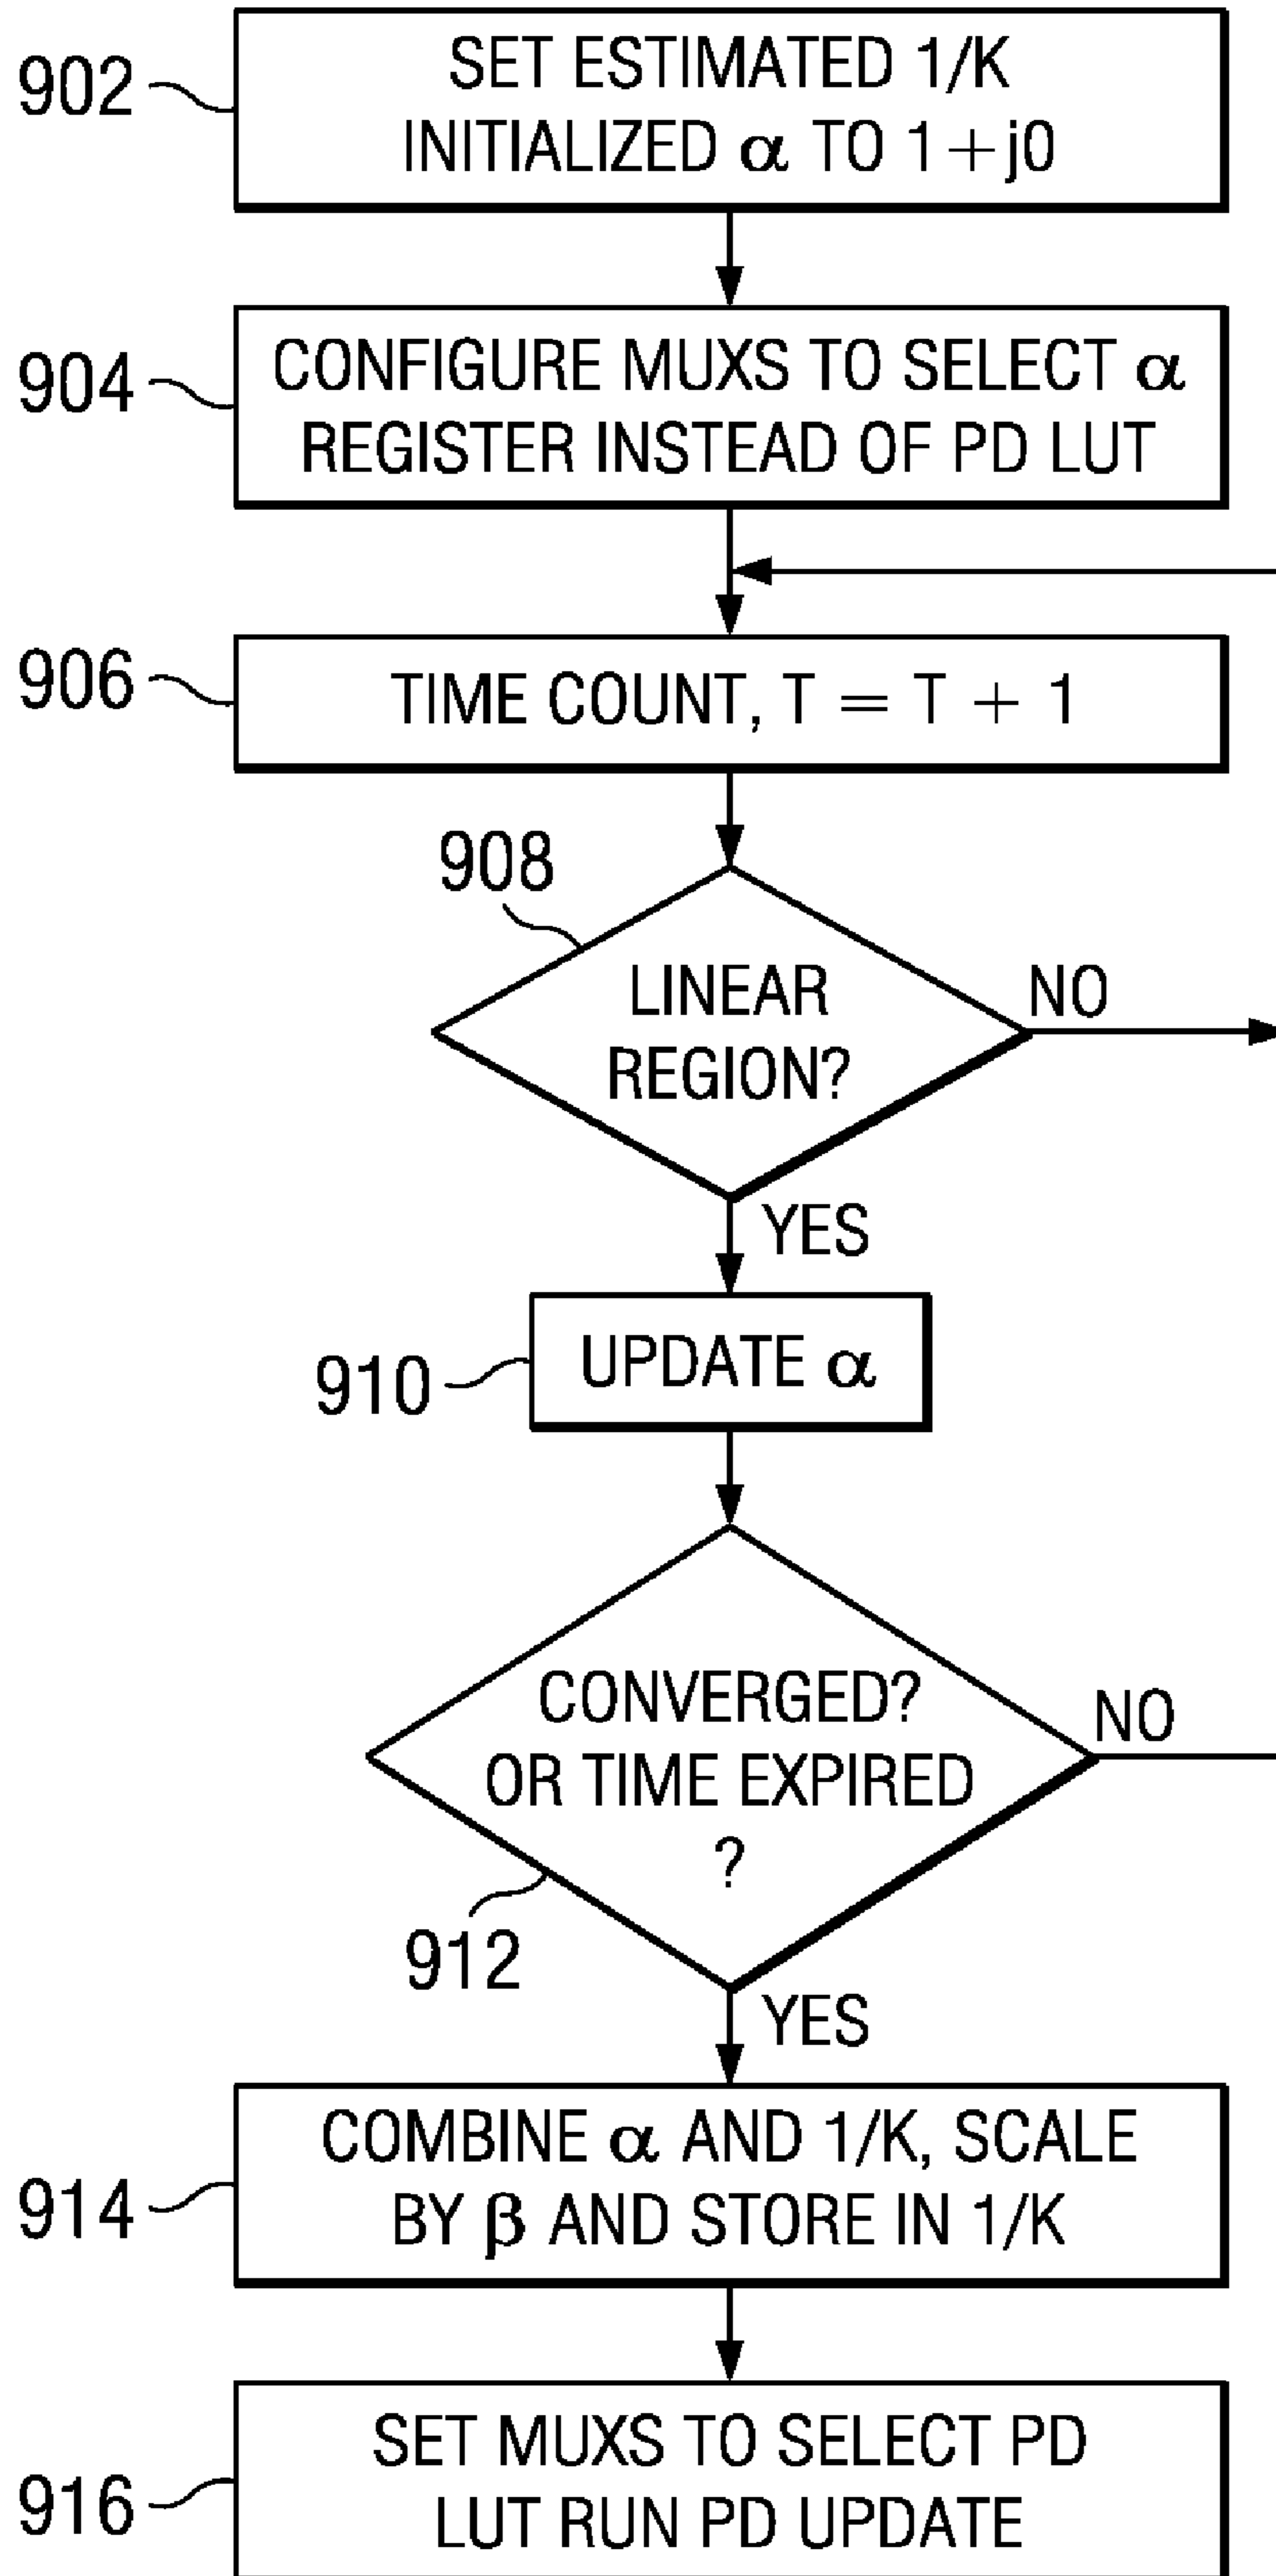 902
SET ESTIMATED 1/K
INITIALIZED α TO 1+j0
904
CONFIGURE MUXS TO SELECT α
REGISTER INSTEAD OF PD LUT
906
TIME COUNT, T = T + 1
908
LINEAR
REGION?
NO
YES
910
UPDATE α
CONVERGED?
OR TIME EXPIRED
?
NO
912
YES
914
COMBINE α AND 1/K, SCALE
BY β AND STORE IN 1/K
916
SET MUXS TO SELECT PD
LUT RUN PD UPDATE